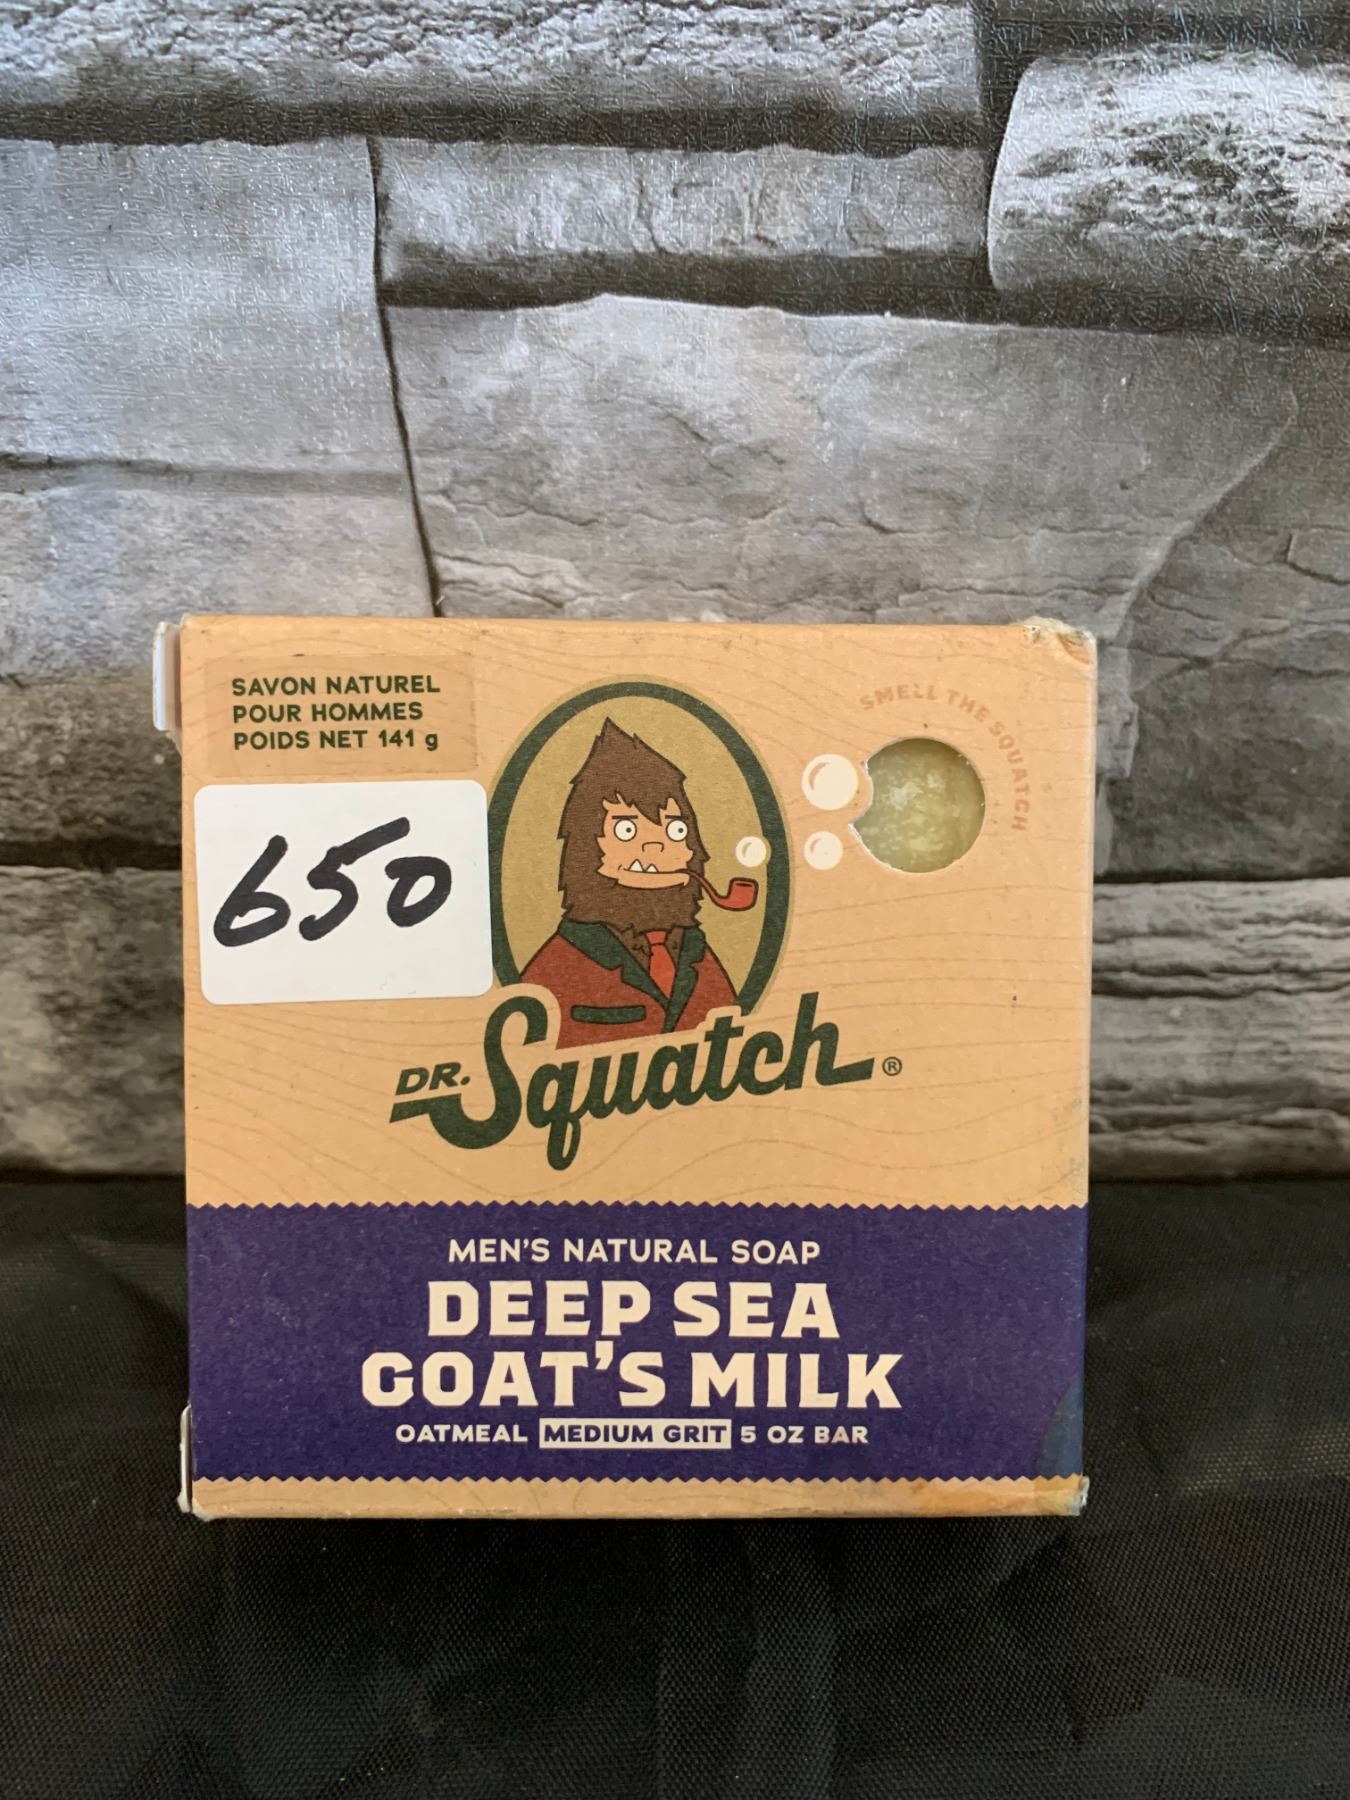 SAVON NATUREL
POUR HOMMES
POIDS NET 141 g
SMELL THE SQUATCH
650
DR. Squatch®
MEN'S NATURAL SOAP
DEEP SEA
GOAT'S MILK
OATMEAL MEDIUM GRIT 5 OZ BAR